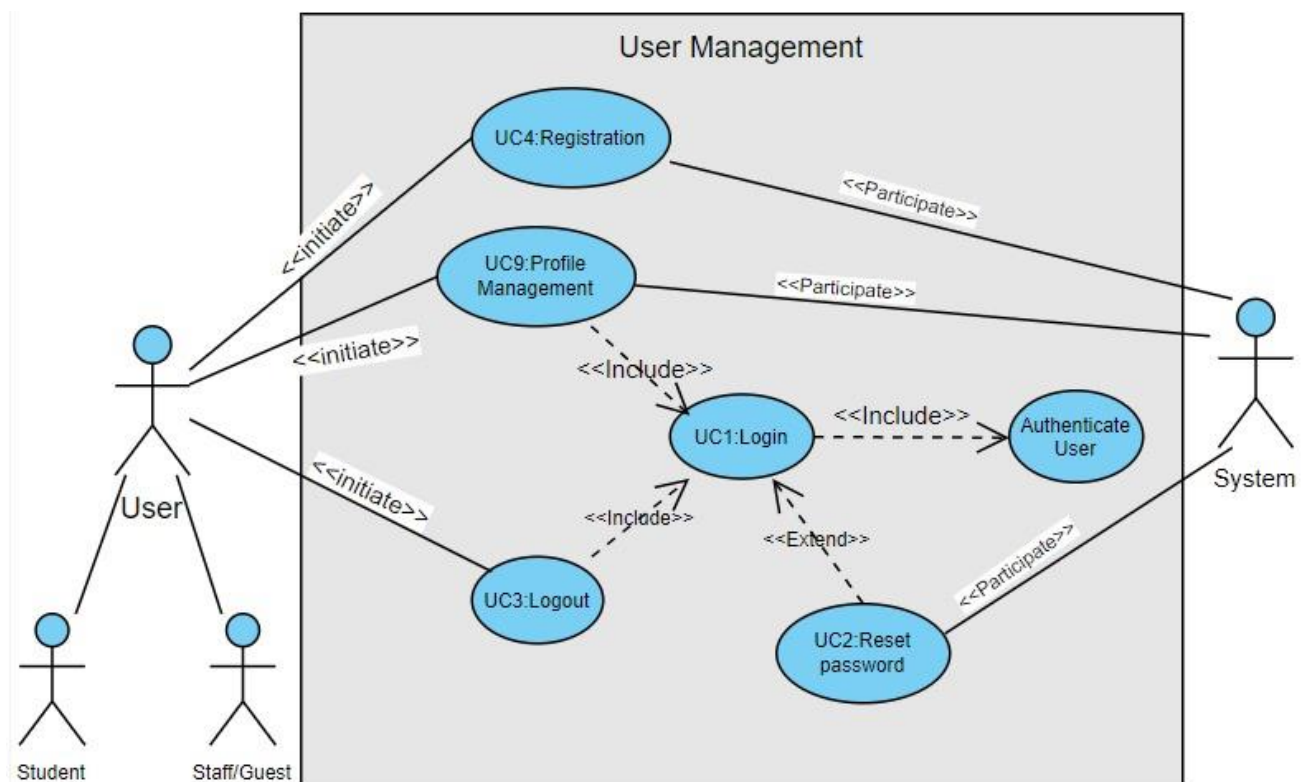 User Management
UC4:Registration
<<initiate>>
<<Participate>>
UC9:Profile
Management
<<initiate>>
<<Participate>>
<<Include>>
UC1:Login
<<Include>>
Authenticate
User
User
<<initiate>>
System
<<Include>>
<<Extend>>
<<Participate>>
UC3:Logout
UC2:Reset
password
Student
Staff/Guest